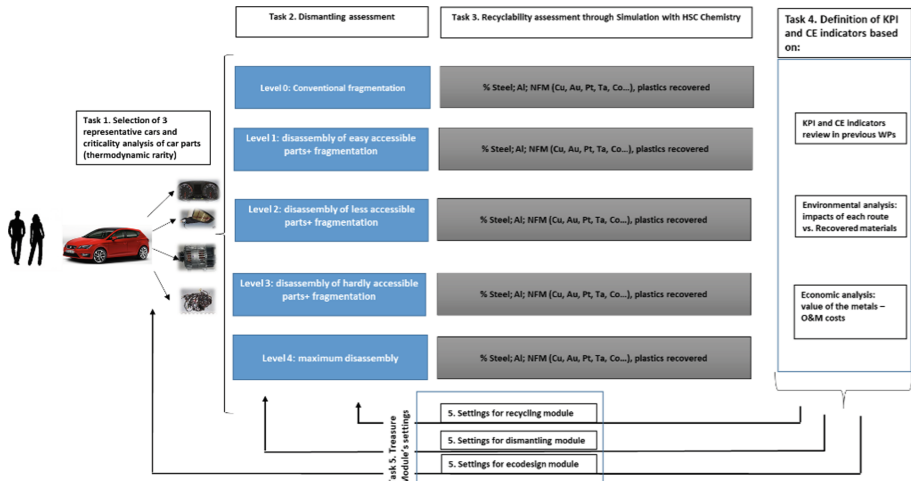 Task 2. Dismantling assessment
Task 3. Recyclability assessment through Simulation with HSC Chemistry
Task 4. Definition of KPI
and CE indicators based
on:
Task 1. Selection of 3
representative cars and
criticality analysis of car parts
(thermodynamic rarity)
Level 0: Conventional fragmentation
% Steel; Al; NFM (Cu, Au, Pt, Ta, Co...), plastics recovered
Level 1: disassembly of easy accessible
parts+ fragmentation
% Steel; Al; NFM (Cu, Au, Pt, Ta, Co...), plastics recovered
Level 2: disassembly of less accessible
parts+ fragmentation
% Steel; Al; NFM (Cu, Au, Pt, Ta, Co...), plastics recovered
Level 3: disassembly of hardly accessible
parts+ fragmentation
% Steel; Al; NFM (Cu, Au, Pt, Ta, Co...), plastics recovered
Level 4: maximum disassembly
% Steel; Al; NFM (Cu, Au, Pt, Ta, Co...), plastics recovered
KPI and CE indicators
review in previous WPs
Environmental analysis:
impacts of each route
vs. Recovered materials
Economic analysis:
value of the metals –
O&M costs
Task 5. Treasure
Module's settings
5. Settings for recycling module
5. Settings for dismantling module
5. Settings for ecodesign module